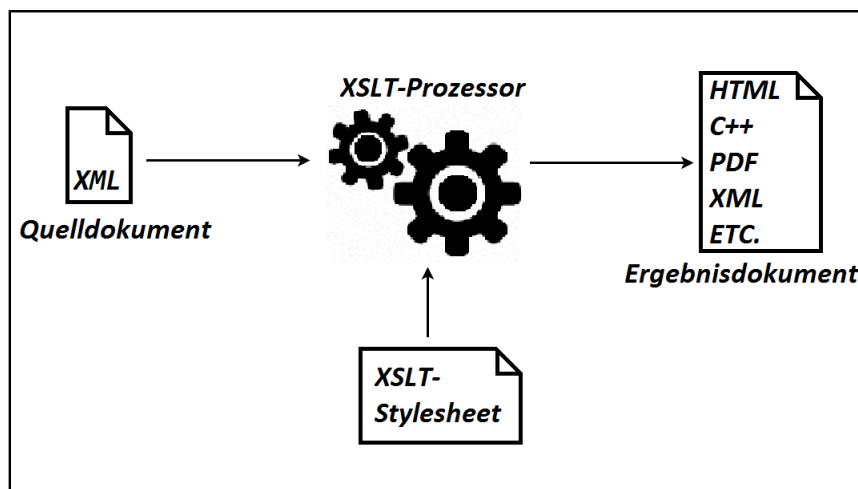 XSLT-Prozessor
XML
Quelldokument
HTML
C++
PDF
XML
ETC.
Ergebnisdokument
XSLT-
Stylesheet